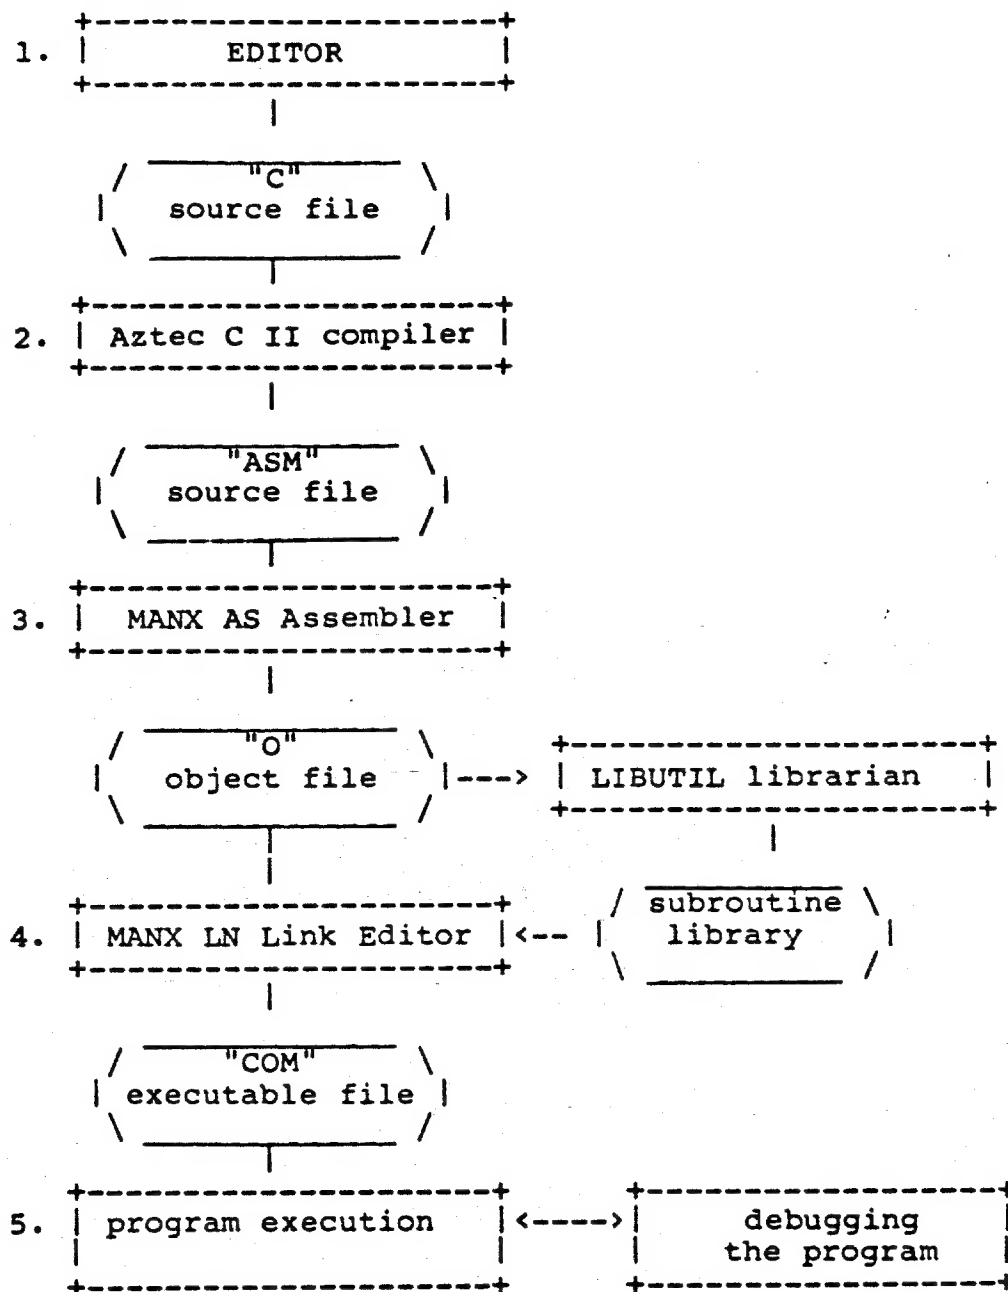 1. EDITOR
"C"
source file
2. Aztec C II compiler
"ASM"
source file
3. MANX AS Assembler
"O"
object file ---> LIBUTIL librarian
4. MANX LN Link Editor <-- subroutine
library
"COM"
executable file
5. program execution <----> debugging
the program